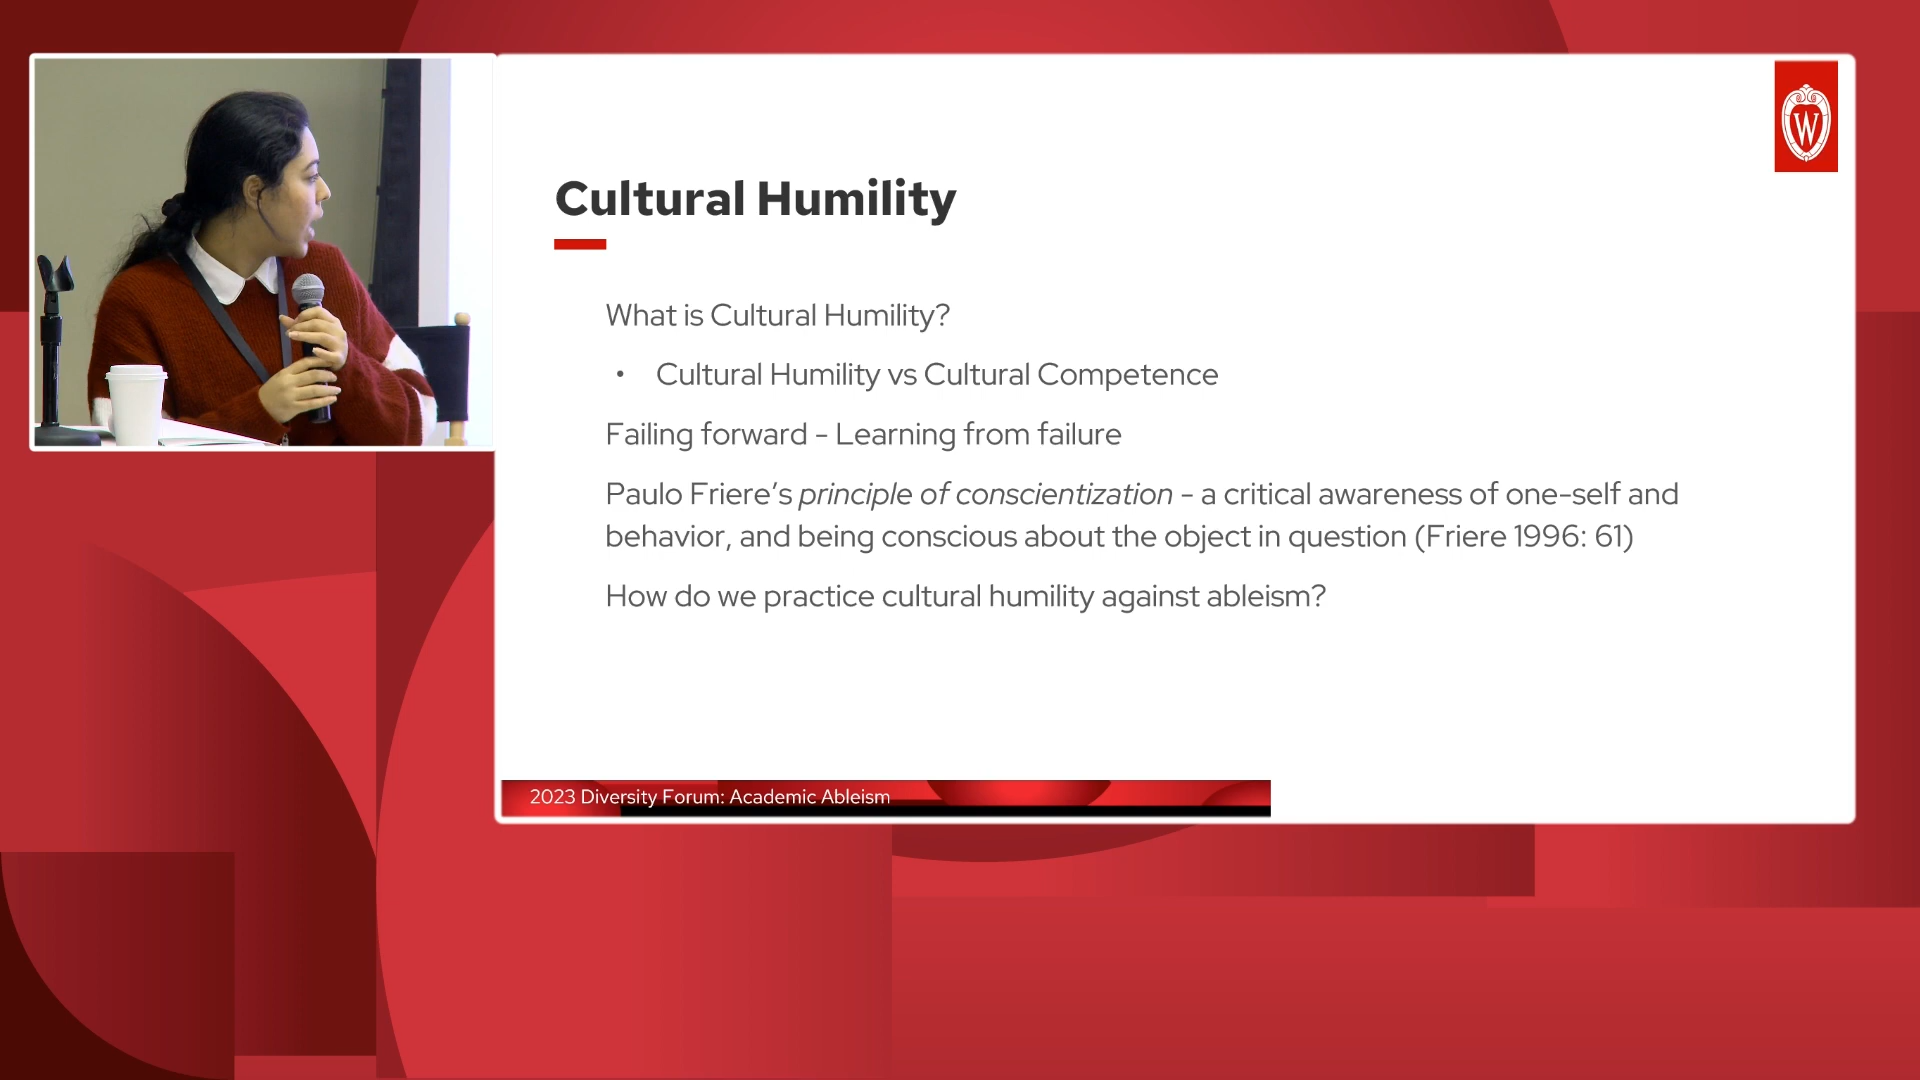 W
Cultural Humility
What is Cultural Humility?
• Cultural Humility vs Cultural Competence
Failing forward - Learning from failure
Paulo Friere’s principle of conscientization - a critical awareness of one-self and
behavior, and being conscious about the object in question (Friere 1996: 61)
How do we practice cultural humility against ableism?
2023 Diversity Forum: Academic Ableism